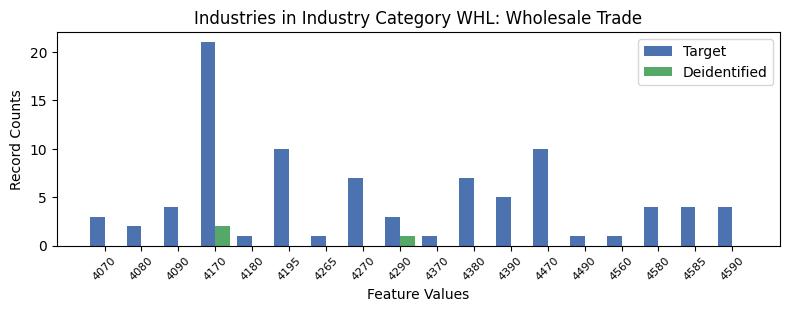 Industries in Industry Category WHL: Wholesale Trade
Target
Deidentified
Record Counts
20
15
10
5
0
4070 4080 4090 4170 4180 4195 4265 4270 4290 4370 4380 4390 4470 4490 4560 4580 4585 4590
Feature Values